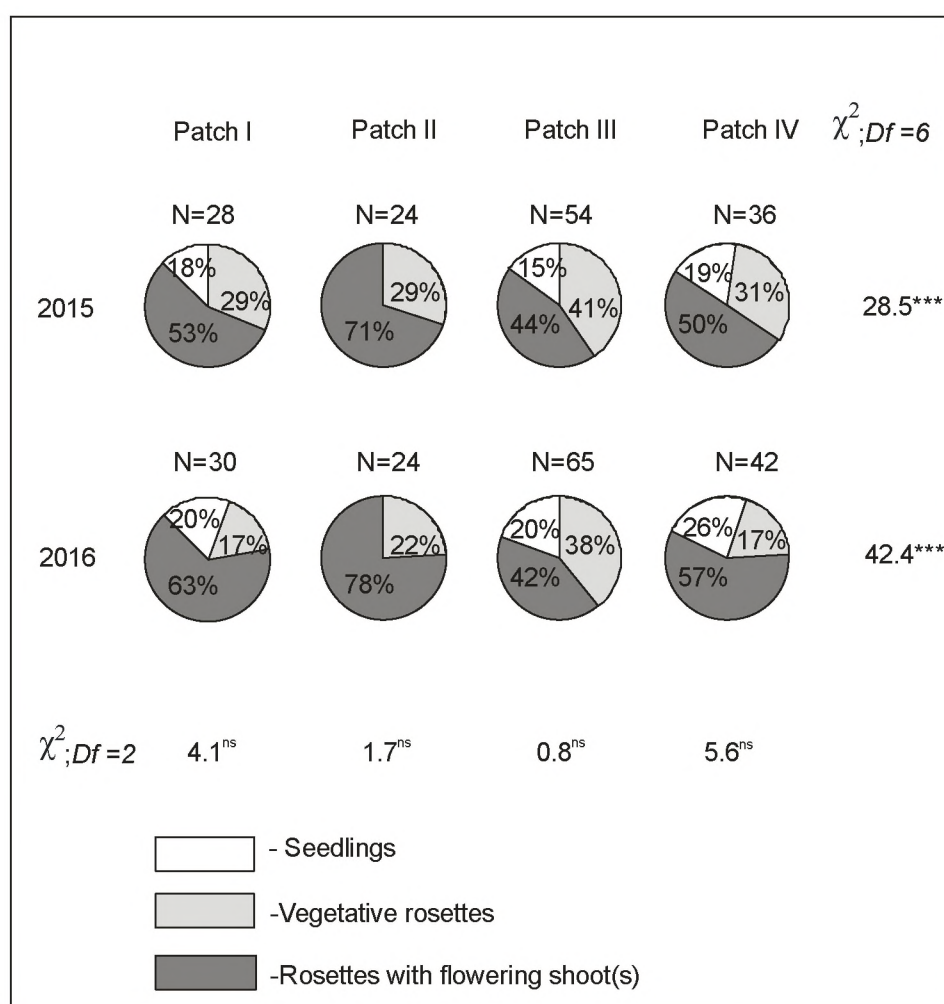 Patch I Patch II Patch III Patch IV χ²;Df =6
N=28 N=24 N=54 N=36
2015 18% 29% 53% 29% 71% 15% 41% 44% 19% 31% 50% 28.5***
N=30 N=24 N=65 N=42
2016 20% 17% 63% 22% 78% 20% 38% 42% 26% 17% 57% 42.4***
χ²;Df =2 4.1ns 1.7ns 0.8ns 5.6ns
- Seedlings
-Vegetative rosettes
-Rosettes with flowering shoot(s)